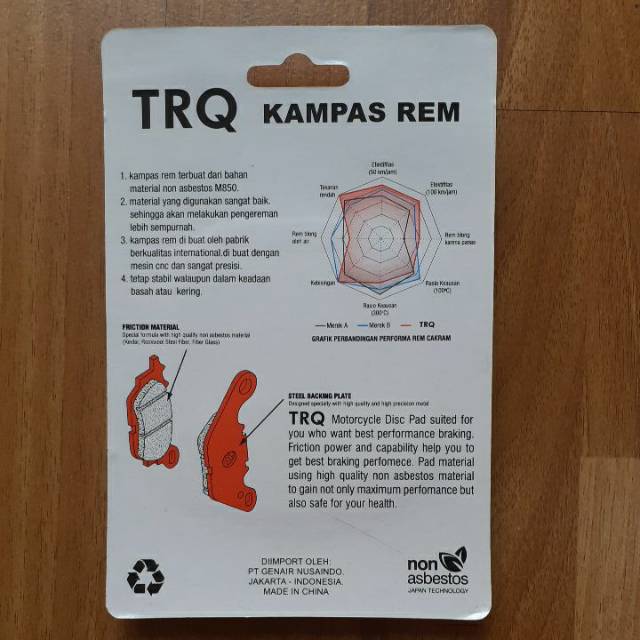 TRQ KAMPAS REM
1. kampas rem terbuat dari bahan
material non asbestos M850.
2. material yang digunakan sangat baik.
sehingga akan melakukan pengereman
lebih sempurnah.
3. kampas rem di buat oleh pabrik
berkualitas international.di buat dengan
mesin cnc dan sangat presisi.
4. tetap stabil walaupun dalam keadaan
basah atau kering.
Efektifitas
(50 km/jam)
Efektifitas
(100 km/jam)
Rem blong
karena panas
Rasio Keausan
(100°C)
Rasio Keausan
(300°C)
Kebisingan
Rem blong
dari air
Tekanan
rendah
Merek A Merek B TRQ
GRAFIK PERBANDINGAN PERFORMA REM CAKRAM
FRICTION MATERIAL
Special formula with high quality non asbestos material
(Kevlar, Rockwool Steel fiber, Fiber Glass)
STEEL BACKING PLATE
Designed specialy with high quality and high precision metal
TRQ Motorcycle Disc Pad suited for
you who want best performance braking.
Friction power and capability help you to
get best braking perfomece. Pad material
using high quality non asbestos material
to gain not only maximum perfomance but
also safe for your health.
DIIMPORT OLEH:
PT GENAIR NUSAINDO.
JAKARTA - INDONESIA.
MADE IN CHINA
non
asbestos
JAPAN TECHNOLOGY